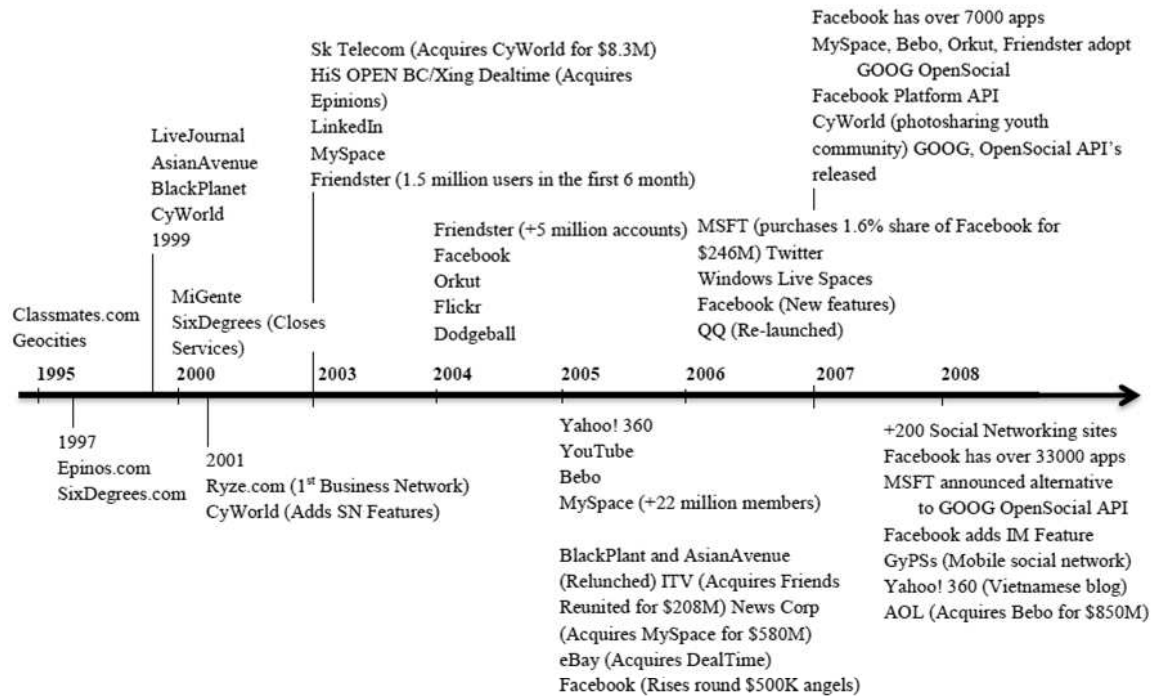 Facebook has over 7000 apps
MySpace, Bebo, Orkut, Friendster adopt
GOOG OpenSocial
Facebook Platform API
CyWorld (photosharing youth
community) GOOG, OpenSocial API's
released
Sk Telecom (Acquires CyWorld for $8.3M)
HiS OPEN BC/Xing Dealtime (Acquires
Epinions)
LinkedIn
MySpace
Friendster (1.5 million users in the first 6 month)
LiveJournal
AsianAvenue
BlackPlanet
CyWorld
1999
Friendster (+5 million accounts)
Facebook
Orkut
Flickr
Dodgeball
MSFT (purchases 1.6% share of Facebook for
$246M) Twitter
Windows Live Spaces
Facebook (New features)
QQ (Re-launched)
Classmates.com
Geocities
MiGente
SixDegrees (Closes
Services)
1995 2000 2003 2004 2005 2006 2007 2008
1997
Epinos.com
SixDegrees.com
2001
Ryze.com (1st Business Network)
CyWorld (Adds SN Features)
Yahoo! 360
YouTube
Bebo
MySpace (+22 million members)
BlackPlant and AsianAvenue
(Relunched) ITV (Acquires Friends
Reunited for $208M) News Corp
(Acquires MySpace for $580M)
eBay (Acquires DealTime)
Facebook (Rises round $500K angels)
+200 Social Networking sites
Facebook has over 33000 apps
MSFT announced alternative
to GOOG OpenSocial API
Facebook adds IM Feature
GyPSs (Mobile social network)
Yahoo! 360 (Vietnamese blog)
AOL (Acquires Bebo for $850M)